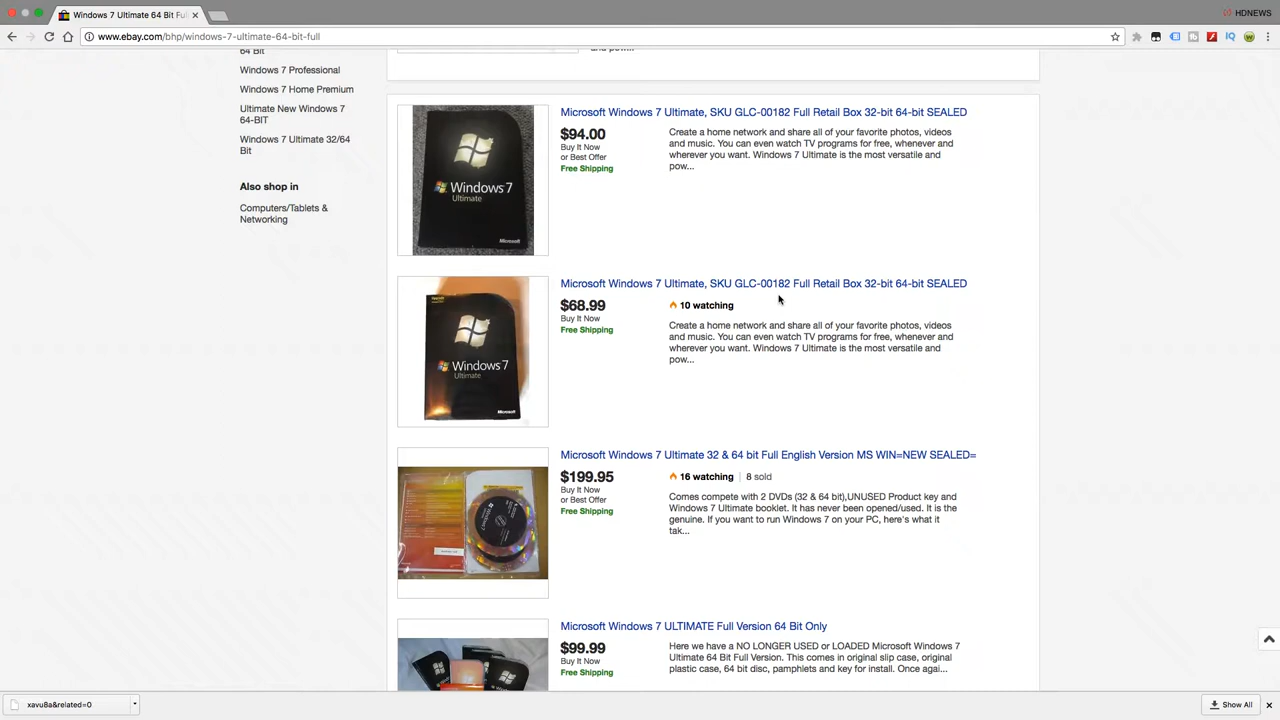 Windows 7 Ultimate 64 Bit Ful
HDNEWS
www.ebay.com/bhp/windows-7-ultimate-64-bit-full
64 Bit
Windows 7 Professional
Windows 7 Home Premium
Ultimate New Windows 7
64-BIT
Windows 7 Ultimate 32/64
Bit
Also shop in
Computers/Tablets &
Networking
and pow...
Windows 7
Ultimate
Microsoft
Microsoft Windows 7 Ultimate, SKU GLC-00182 Full Retail Box 32-bit 64-bit SEALED
$94.00
Buy It Now
or Best Offer
Free Shipping
Create a home network and share all of your favorite photos, videos
and music. You can even watch TV programs for free, whenever and
wherever you want. Windows 7 Ultimate is the most versatile and
pow...
Windows 7
Ultimate
Microsoft
Microsoft Windows 7 Ultimate, SKU GLC-00182 Full Retail Box 32-bit 64-bit SEALED
$68.99
Buy It Now
Free Shipping
10 watching
Create a home network and share all of your favorite photos, videos
and music. You can even watch TV programs for free, whenever and
wherever you want. Windows 7 Ultimate is the most versatile and
pow...
Microsoft Windows 7 Ultimate 32 & 64 bit Full English Version MS WIN=NEW SEALED=
$199.95
Buy It Now
or Best Offer
Free Shipping
16 watching | 8 sold
Comes compete with 2 DVDs (32 & 64 bit),UNUSED Product key and
Windows 7 Ultimate booklet. It has never been opened/used. It is the
genuine. If you want to run Windows 7 on your PC, here's what it
tak...
Microsoft Windows 7 ULTIMATE Full Version 64 Bit Only
$99.99
Buy It Now
Free Shipping
Here we have a NO LONGER USED or LOADED Microsoft Windows 7
Ultimate 64 Bit Full Version. This comes in original slip case, original
plastic case, 64 bit disc, pamphlets and key for install. Once agai...
xavu8a&related=0
Show All